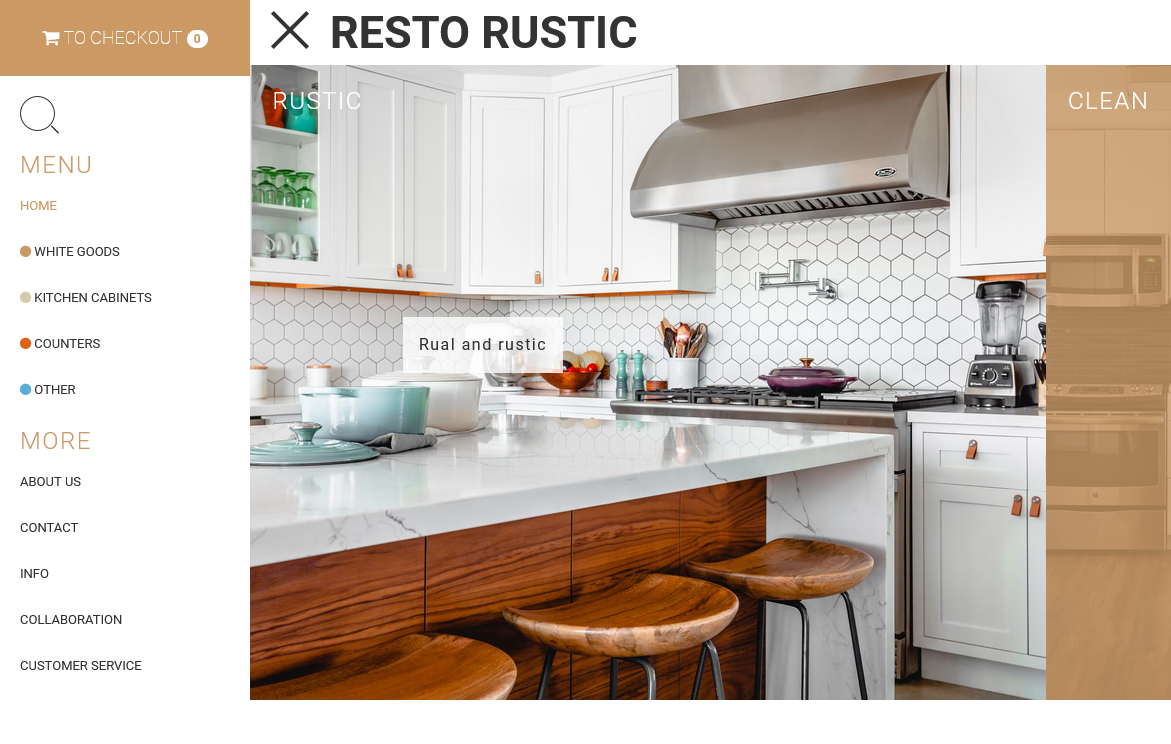 TO CHECKOUT 0
RESTO RUSTIC
MENU
HOME
WHITE GOODS
KITCHEN CABINETS
COUNTERS
OTHER
MORE
ABOUT US
CONTACT
INFO
COLLABORATION
CUSTOMER SERVICE
RUSTIC
CLEAN
DCS
Rual and rustic